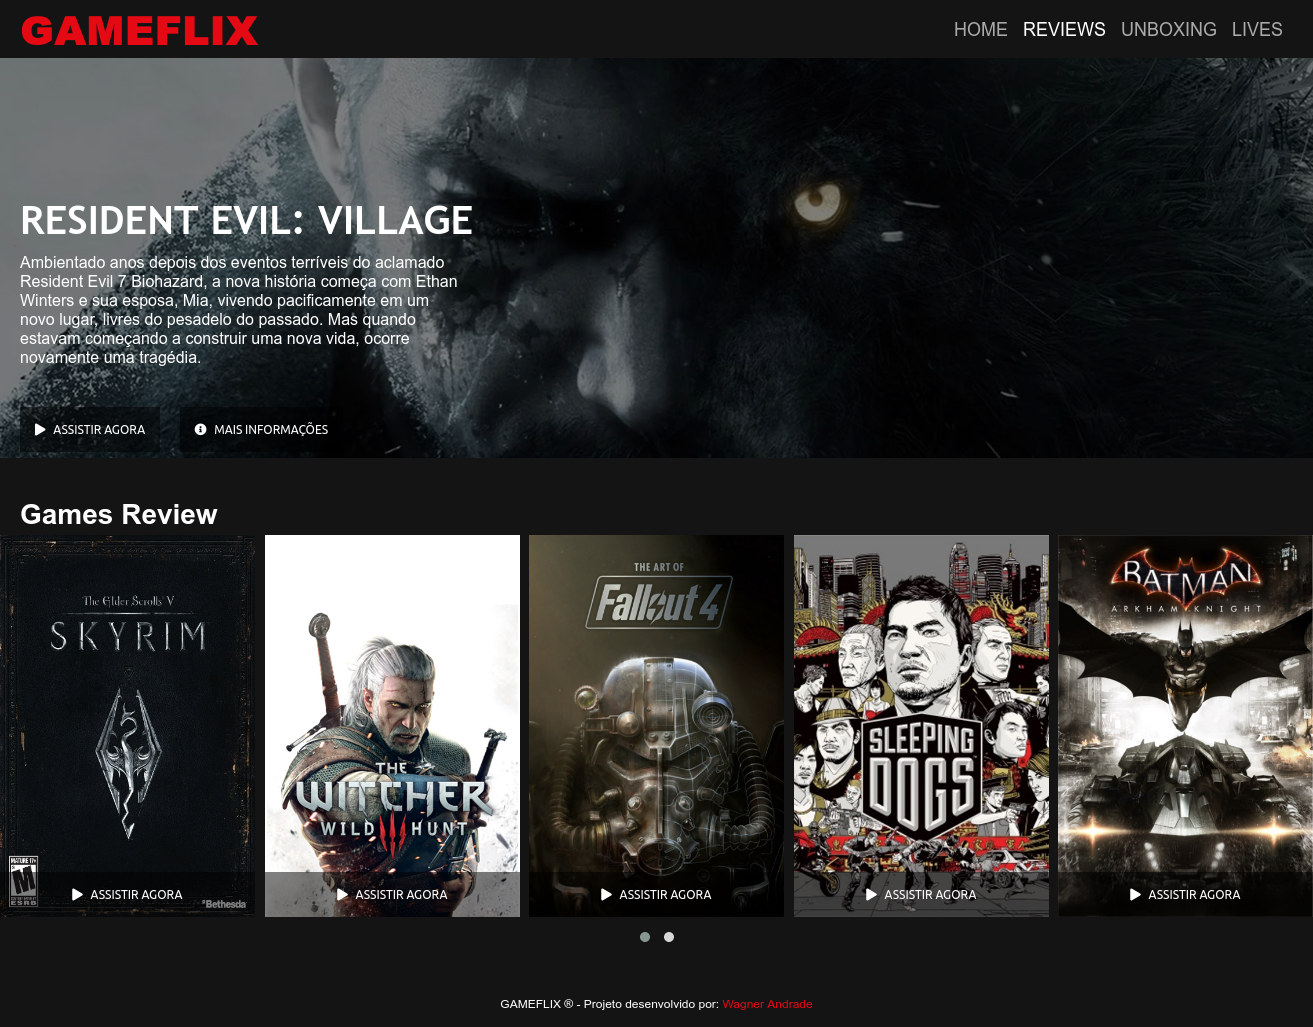 GAMEFLIX
HOME REVIEWS UNBOXING LIVES
RESIDENT EVIL: VILLAGE
Ambientado anos depois dos eventos terríveis do aclamado
Resident Evil 7 Biohazard, a nova história começa com Ethan
Winters e sua esposa, Mia, vivendo pacificamente em um
novo lugar, livres do pesadelo do passado. Mas quando
estavam começando a construir uma nova vida, ocorre
novamente uma tragédia.
ASSISTIR AGORA
MAIS INFORMAÇÕES
Games Review
The Elder Scrolls V
SKYRIM
MATURE 17+
M
ESRB
Bethesda
ASSISTIR AGORA
THE
WITCHER
WILD HUNT
ASSISTIR AGORA
THE ART OF
Fallout 4
ASSISTIR AGORA
SLEEPING
DOGS
ASSISTIR AGORA
BATMAN
ARKHAM KNIGHT
ASSISTIR AGORA
GAMEFLIX ® - Projeto desenvolvido por: Wagner Andrade